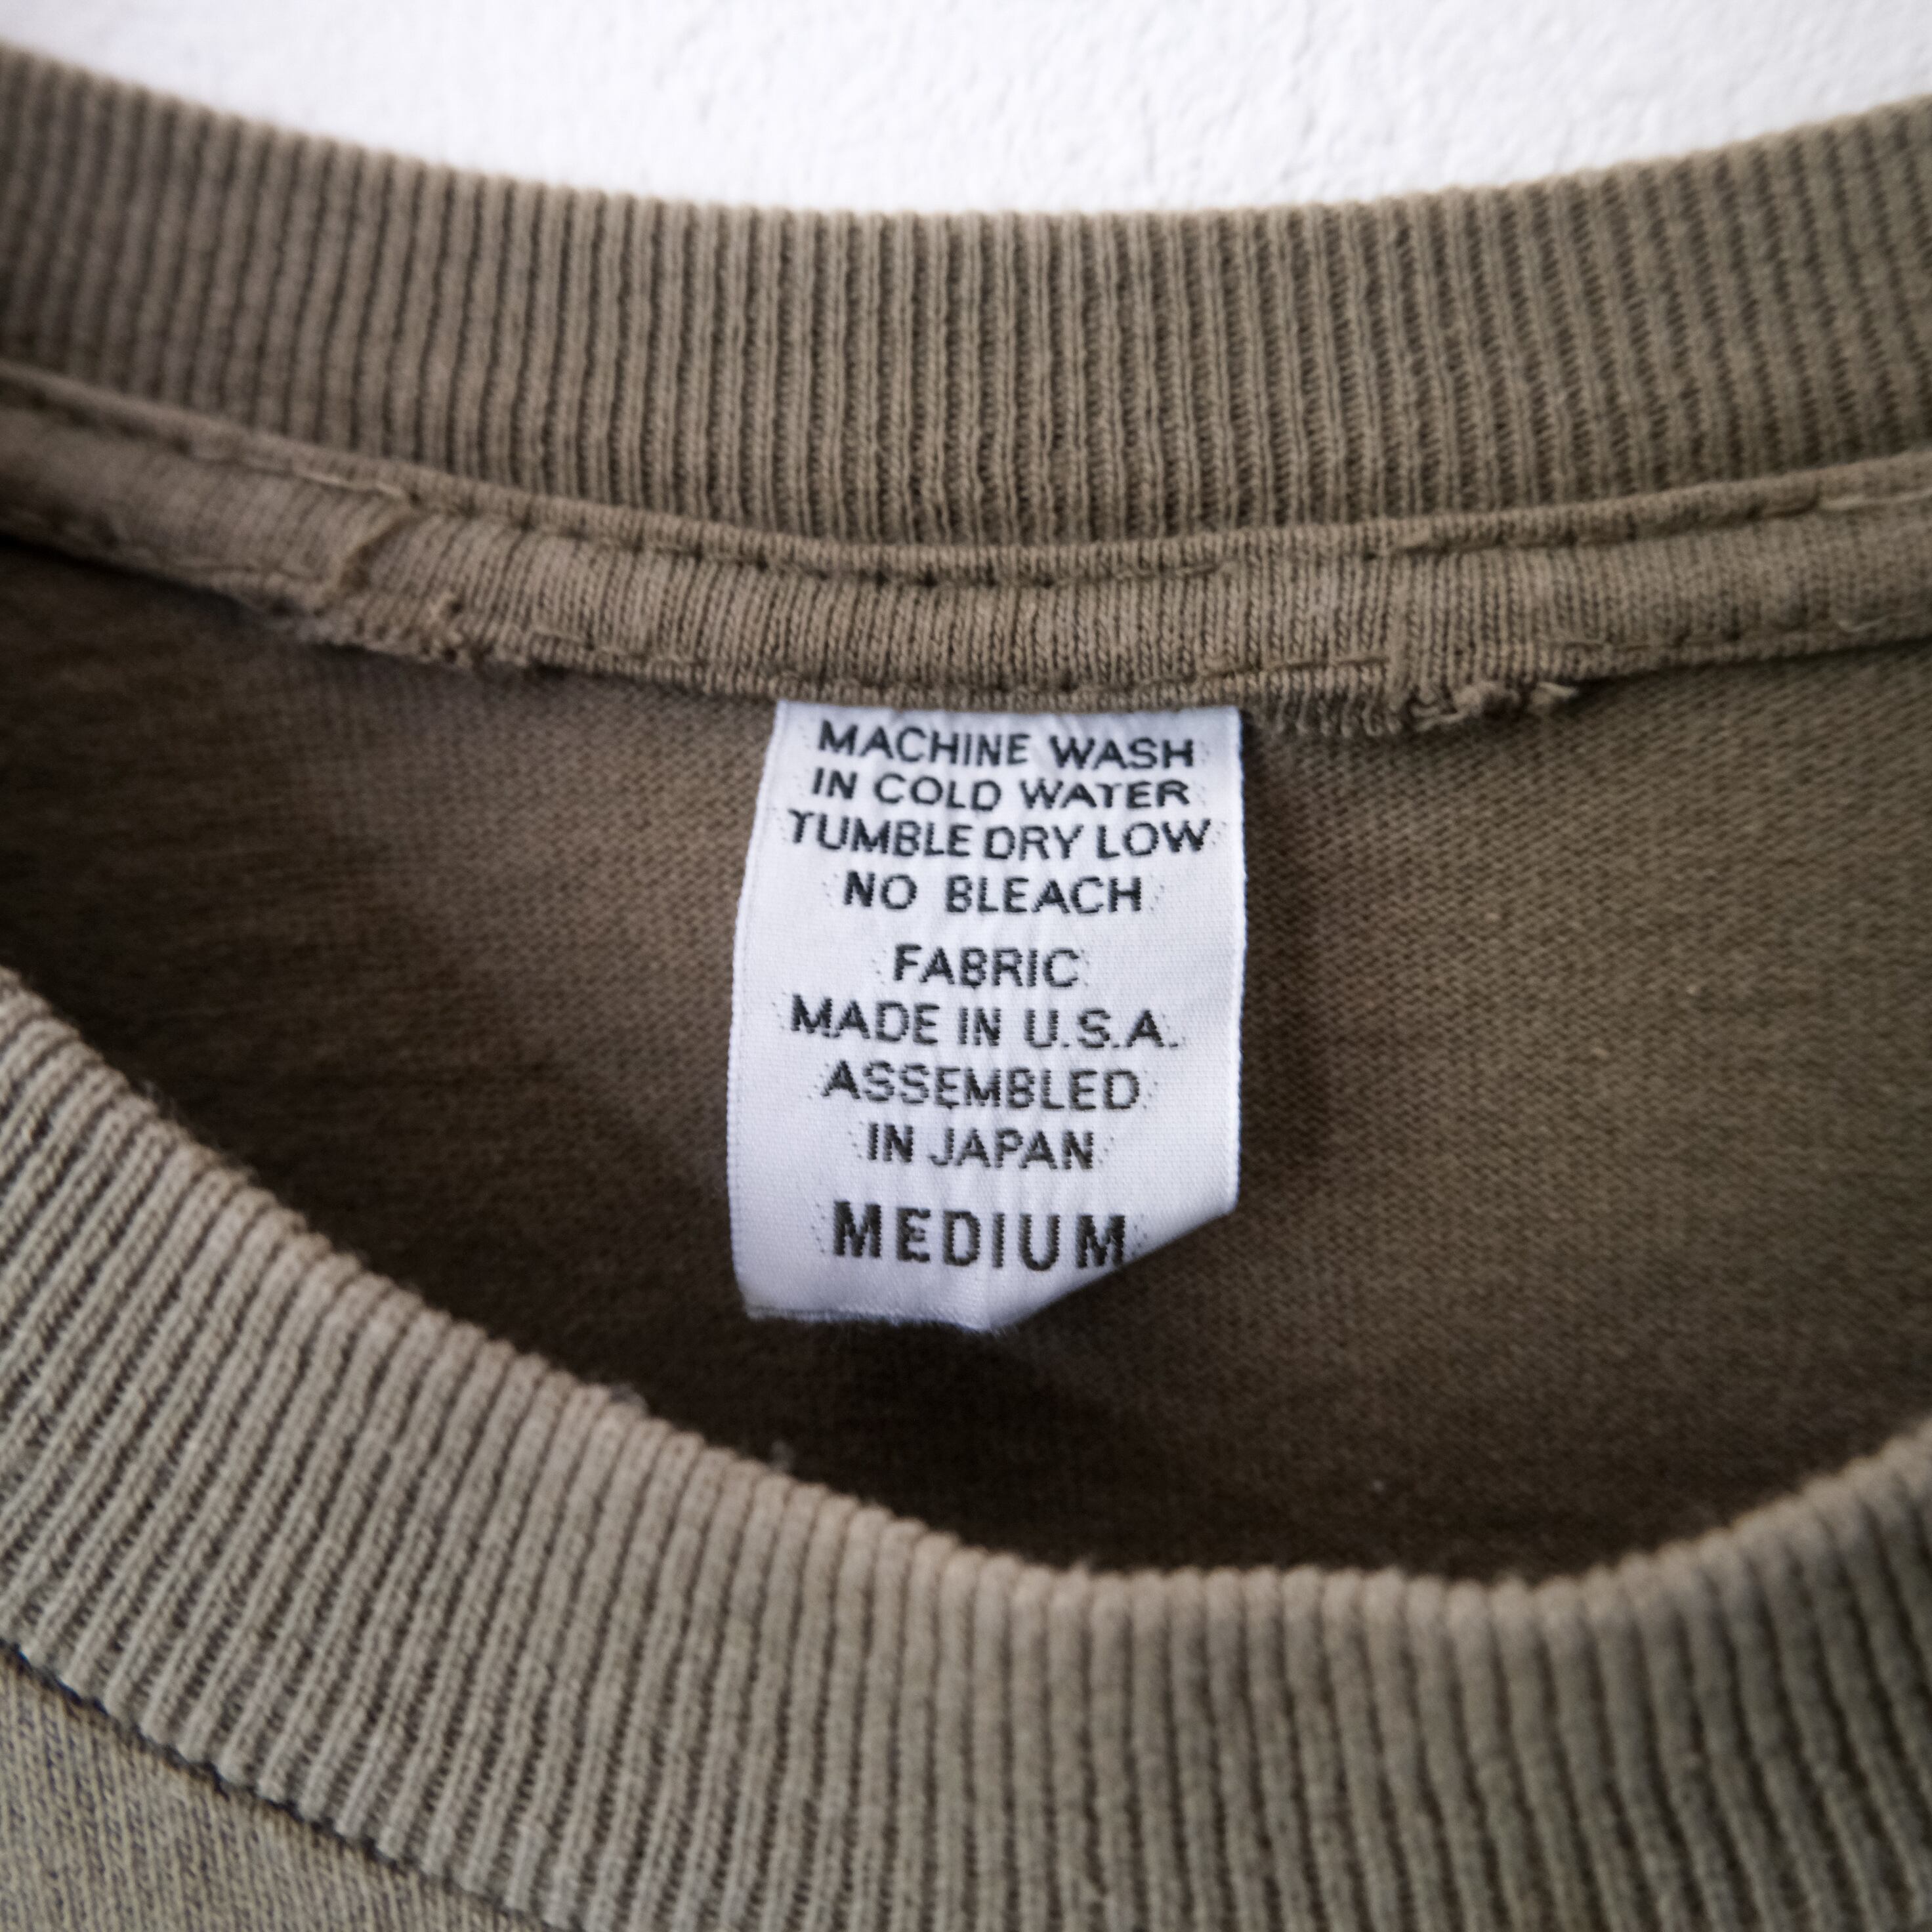 MACHINE WASH
IN COLD WATER
TUMBLE DRY LOW
NO BLEACH
FABRIC
MADE IN U.S.A.
ASSEMBLED
IN JAPAN
MEDIUM